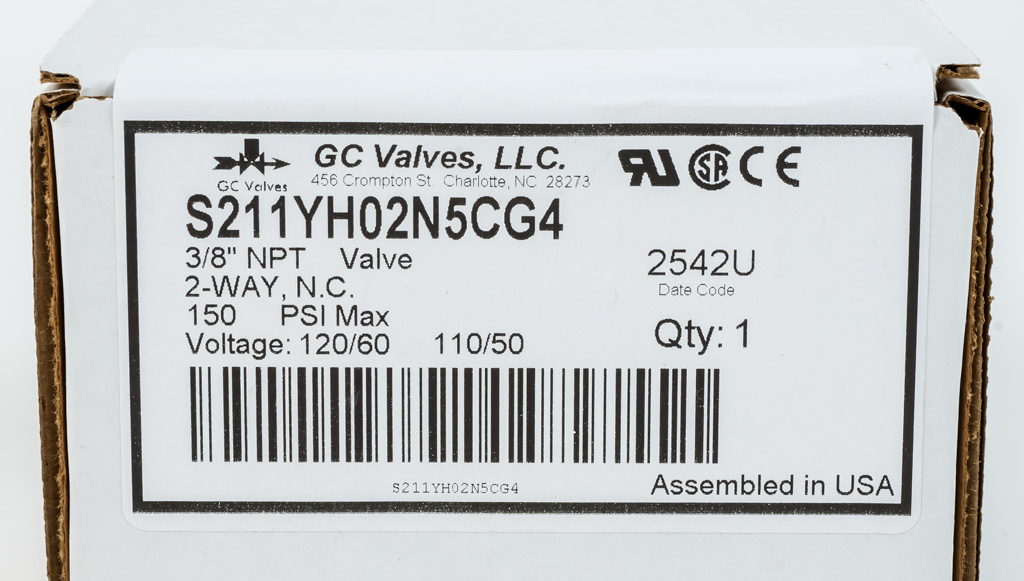 GC Valves
GC Valves, LLC.
456 Crompton St. Charlotte, NC 28273
S211YH02N5CG4
3/8" NPT Valve
2-WAY, N.C.
150 PSI Max
Voltage: 120/60 110/50
2542U
Date Code
Qty: 1
S211YH02N5CG4
Assembled in USA